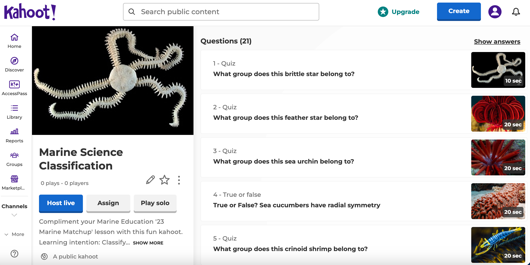 Kahoot!
Search public content
Upgrade
Create
Home
Discover
AccessPass
Library
Reports
Groups
Marketpl...
Channels
More
Marine Science
Classification
0 plays · 0 players
Host live
Assign
Play solo
Compliment your Marine Education '23
Marine Matchup' lesson with this fun kahoot.
Learning intention: Classify... SHOW MORE
A public kahoot
Questions (21)
Show answers
1 - Quiz
What group does this brittle star belong to?
10 sec
2 - Quiz
What group does this feather star belong to?
20 sec
3 - Quiz
What group does this sea urchin belong to?
20 sec
4 - True or false
True or False? Sea cucumbers have radial symmetry
20 sec
5 - Quiz
What group does this crinoid shrimp belong to?
20 sec